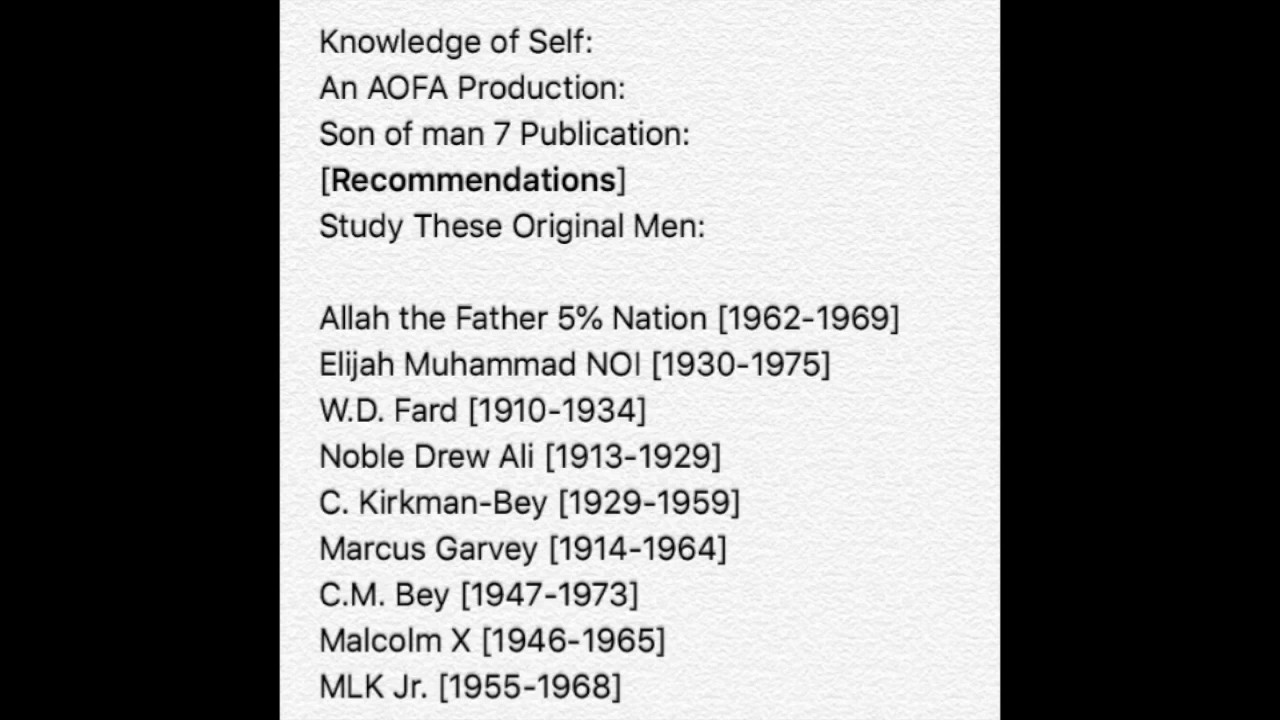 Knowledge of Self:
An AOFA Production:
Son of man 7 Publication:
[Recommendations]
Study These Original Men:
Allah the Father 5% Nation [1962-1969]
Elijah Muhammad NOI [1930-1975]
W.D. Fard [1910-1934]
Noble Drew Ali [1913-1929]
C. Kirkman-Bey [1929-1959]
Marcus Garvey [1914-1964]
C.M. Bey [1947-1973]
Malcolm X [1946-1965]
MLK Jr. [1955-1968]